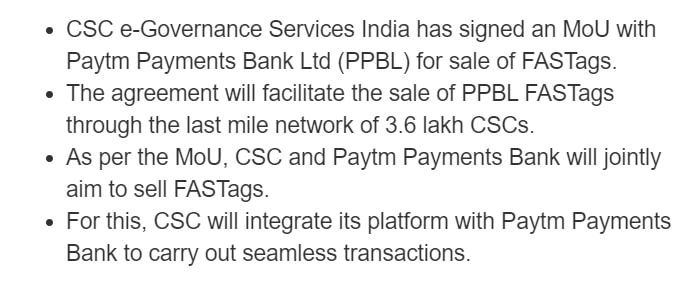 • CSC e-Governance Services India has signed an MoU with
Paytm Payments Bank Ltd (PPBL) for sale of FASTags.
• The agreement will facilitate the sale of PPBL FASTags
through the last mile network of 3.6 lakh CSCs.
• As per the MoU, CSC and Paytm Payments Bank will jointly
aim to sell FASTags.
• For this, CSC will integrate its platform with Paytm Payments
Bank to carry out seamless transactions.